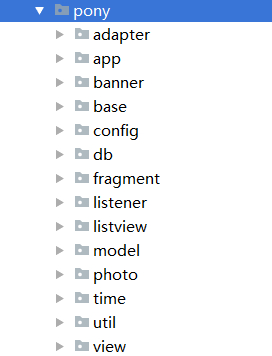 pony
adapter
app
banner
base
config
db
fragment
listener
listview
model
photo
time
util
view